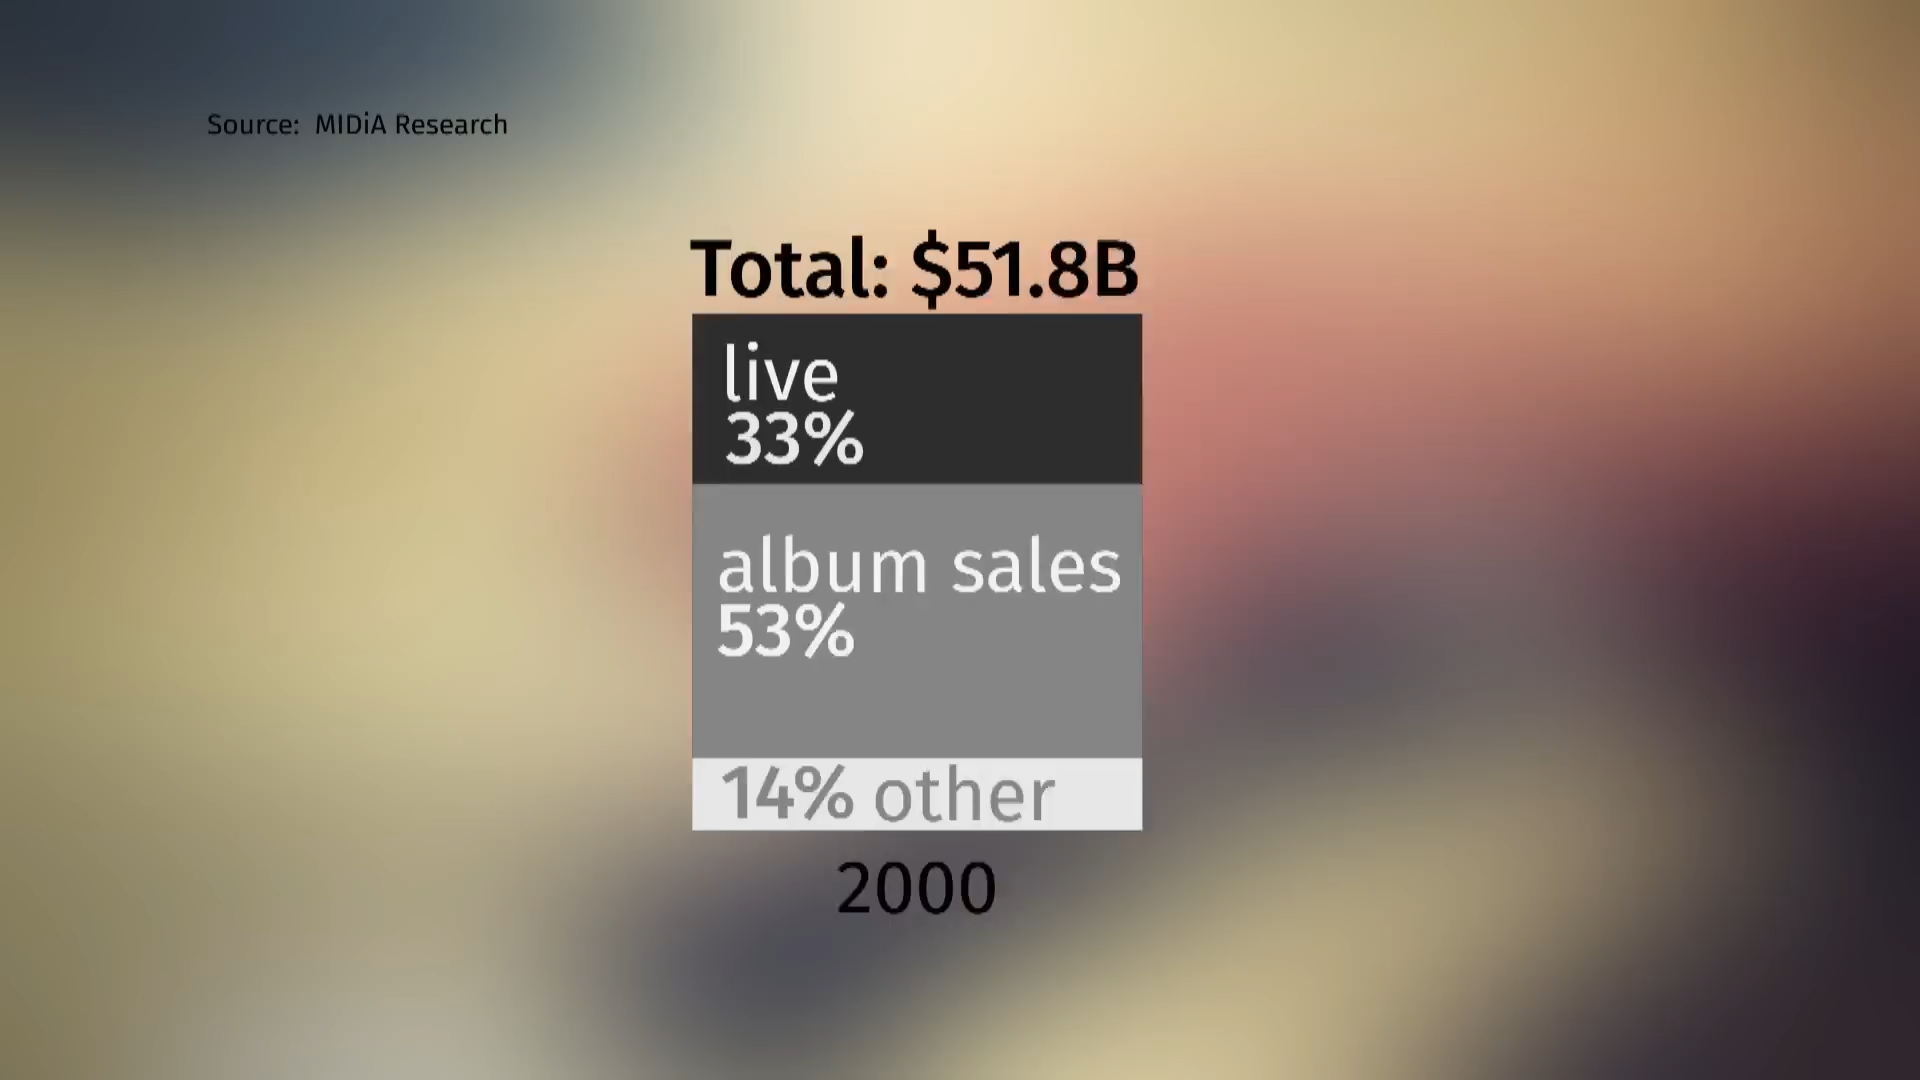 Source: MIDiA Research
Total: $51.8B
live
33%
album sales
53%
14% other
2000